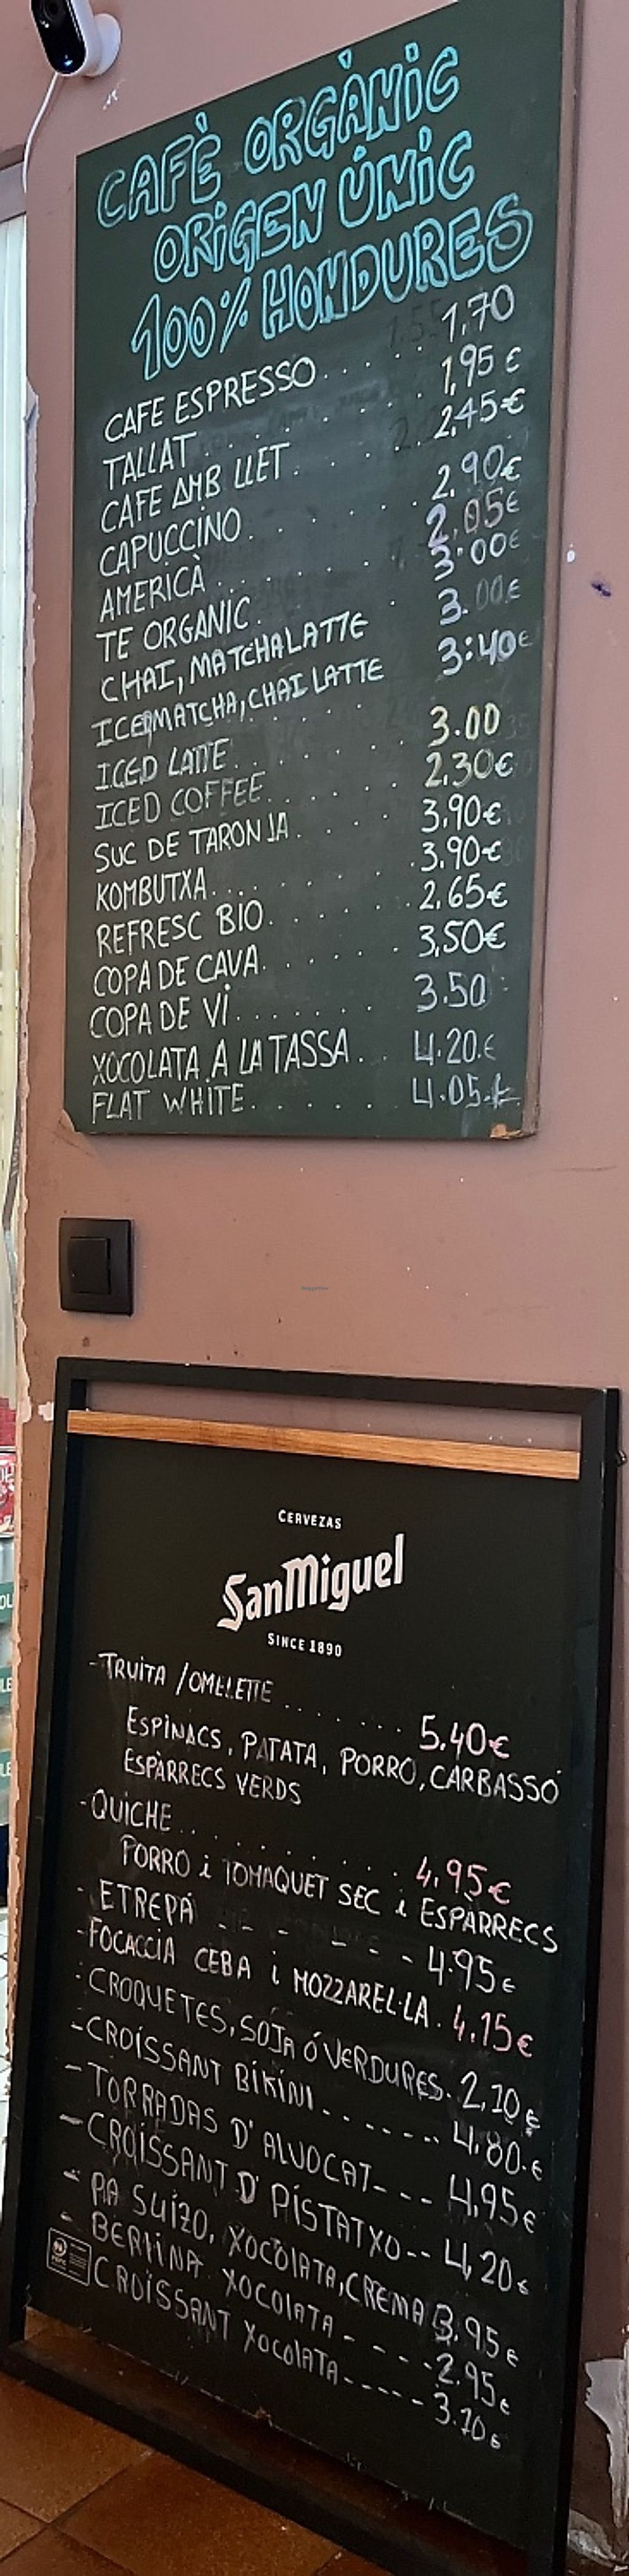 CAFÈ ORGÀNIC
ORIGEN ÚNIC
100% HONDURES
CAFE ESPRESSO..... 1,70
TALLAT......... 1,95 €
CAFE AMB LLET..... 2,45€
CAPUCCINO....... 2,90€
AMERICÀ........ 2,05€
TE ORGANIC...... 3.00€
CHAI, MATCHA LATTE 3.00€
ICED MATCHA, CHAI LATTE 3:40€
ICED LATTE...... 3.00
ICED COFFEE..... 2.30€
SUC DE TARONJA.... 3,90€
KOMBUTXA....... 3,90€
REFRESC BIO...... 2,65€
COPA DE CAVA..... 3,50€
COPA DE VI....... 3.50
XOCOLATA A LA TASSA... 4.20.€
FLAT WHITE....... 4.05.€
CERVEZAS
SanMiguel
SINCE 1890
-TRUITA /OMELETTE........ 5.40€
ESPINACS, PATATA, PORRO, CARBASSÓ
ESPÀRRECS VERDS
-QUICHE......... 4.95€
PORRO i TOMAQUET SEC i ESPARRECS
- ETREPÀ - - - - - - 4.95€
-FOCACCIA CEBA i MOZZAREL·LA. 4,15€
-CROQUETES, SOJA Ó VERDURES. 2,10€
-CROISSANT BIKINI....... 4,80.€
-TORRADAS D'ALVOCAT--- 4,95€
-CROISSANT D'PISTATXO-- 4,20€
- PA SUÍZO, XOCOLATA, CREMA 3.95€
- BERLINA XOCOLATA ---- 2.95€
CROISSANT XOCOLATA----- 3.10€